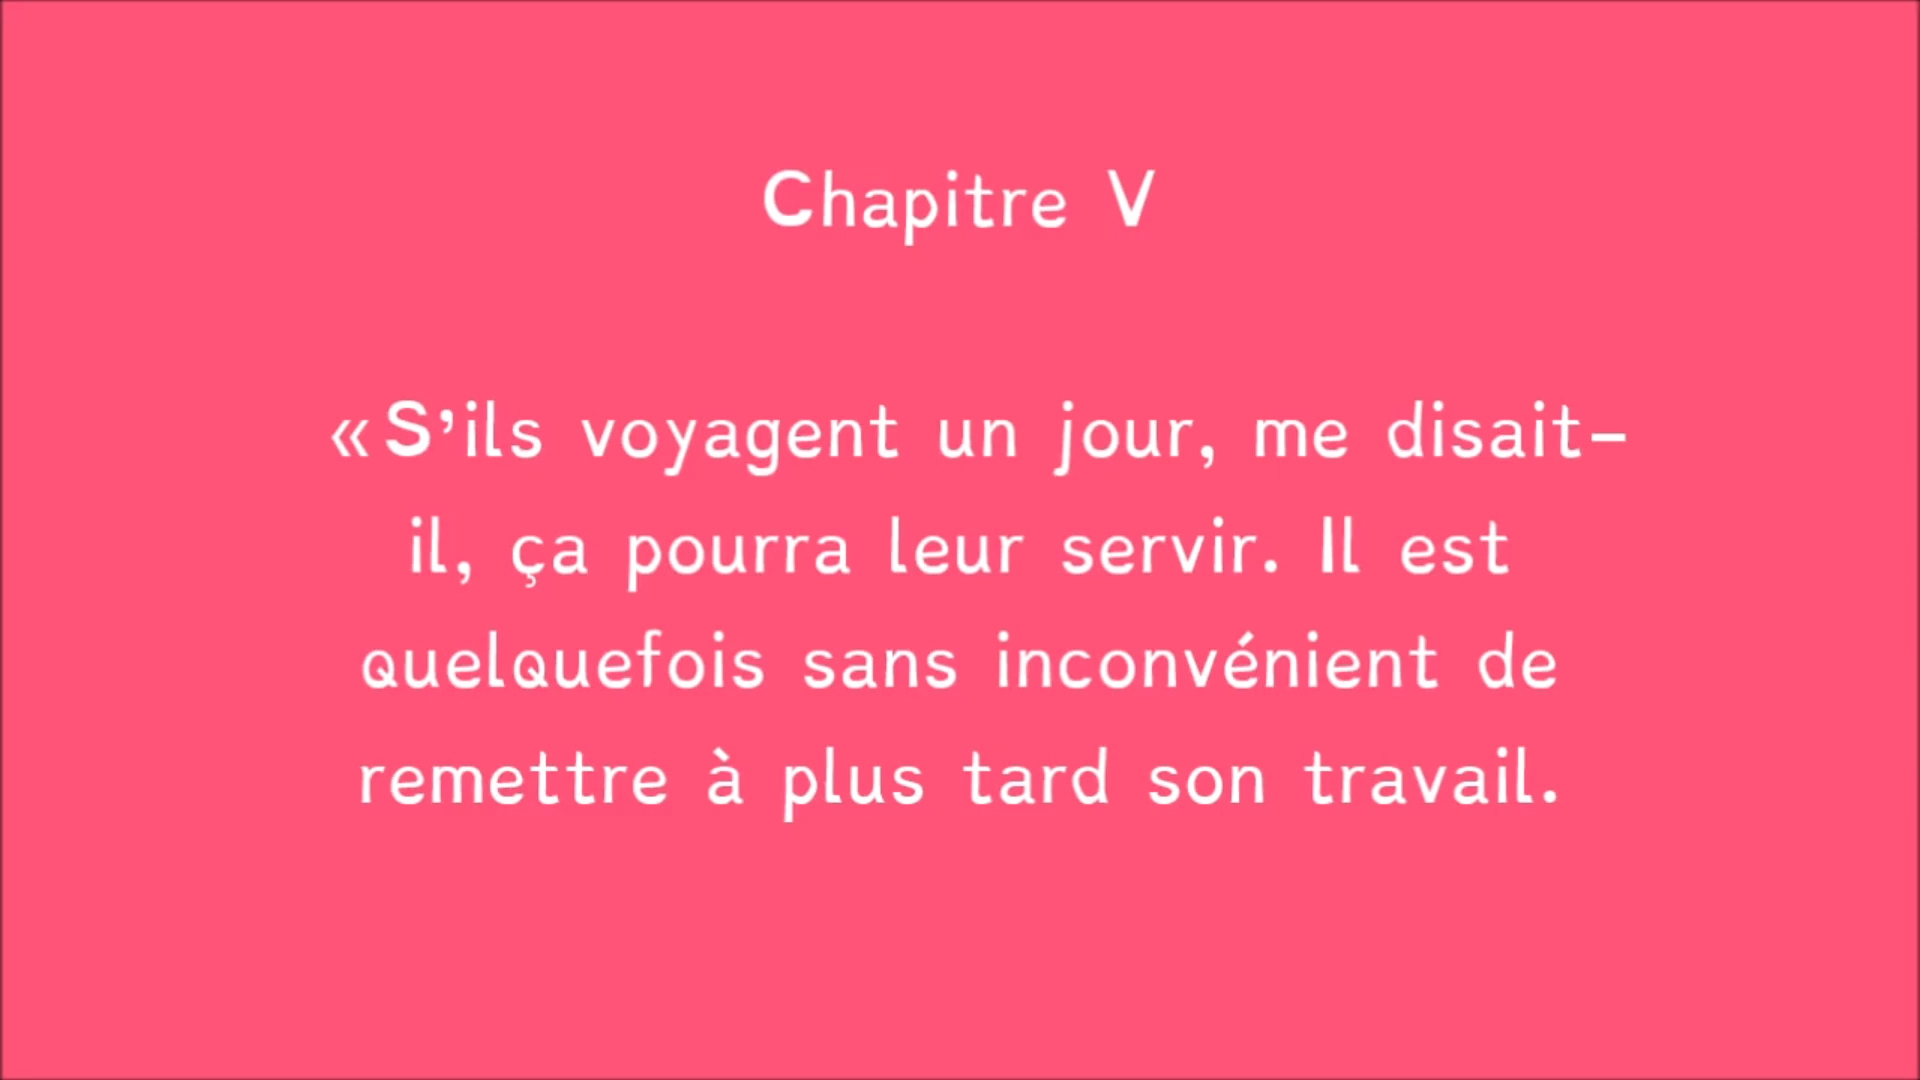 Chapitre V
« S’ils voyagent un jour, me disait-
il, ça pourra leur servir. Il est
quelquefois sans inconvénient de
remettre à plus tard son travail.